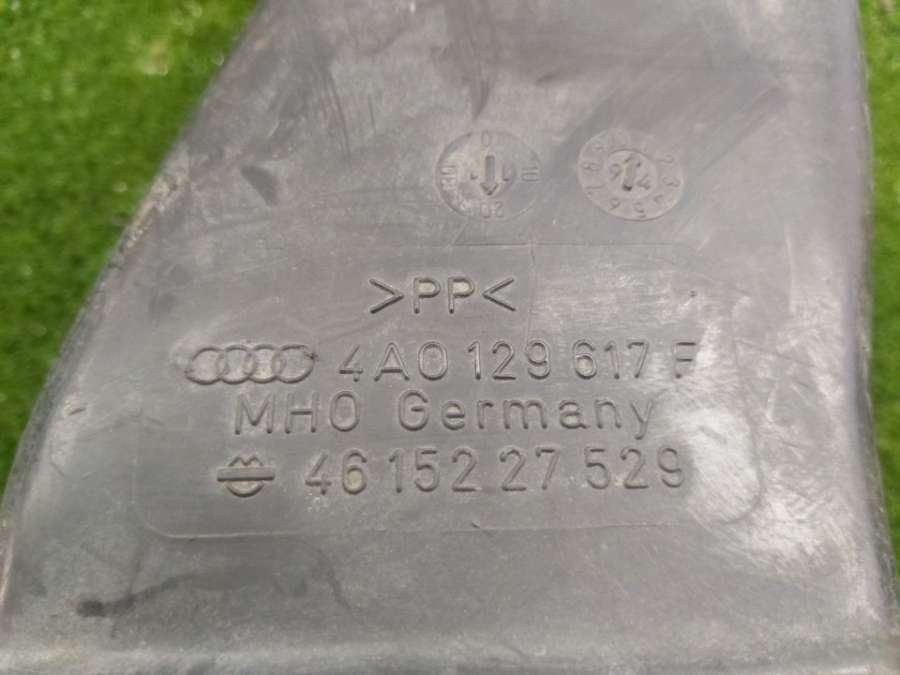 >PP<
4A0 129 617 F
MHO Germany
46 152 27 529